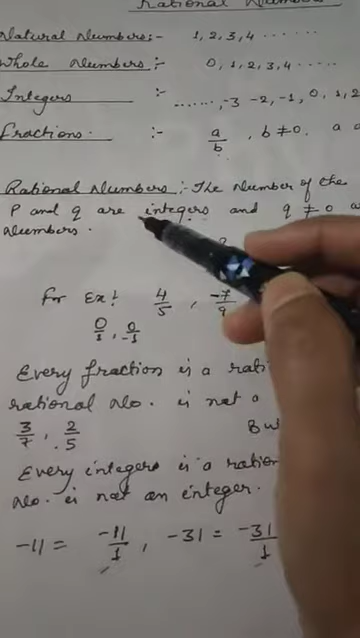 Rational Numbers
Natural Numbers:- 1, 2, 3, 4 ......
Whole Numbers:- 0, 1, 2, 3, 4 .....
Integers :- ......, -3 -2, -1, 0, 1, 2
Fractions. :- a/b , b ≠ 0, a
Rational Numbers:- The Number of the
P and q are integers and q ≠ 0
Numbers.
For Ex! 4/5 , -7/9
0/1 , 0/-1
Every fraction is a
rational No. is not a
3/7 , 2/5 But
Every integers is a ration
No. is not an integer.
-11 = -11/1 , -31 = -31/1